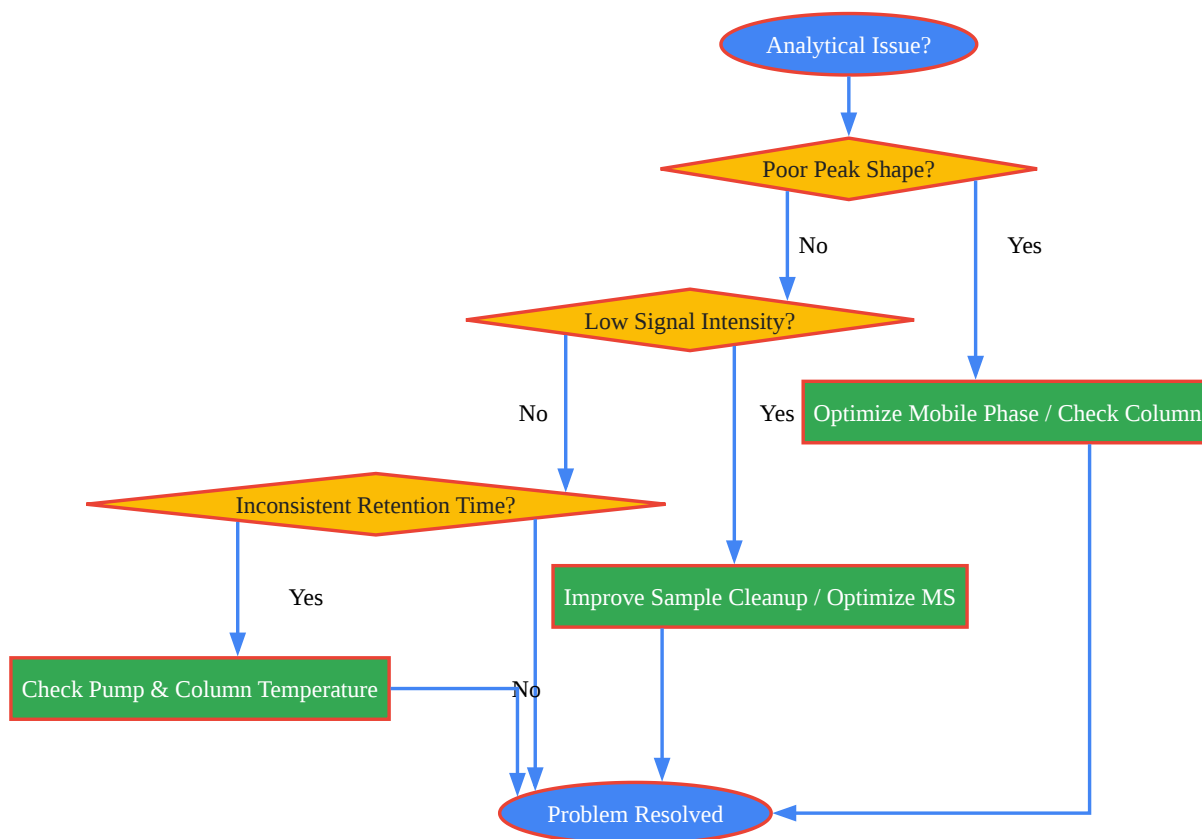 Analytical Issue?
Poor Peak Shape?
No
Yes
Low Signal Intensity?
No
Yes
Optimize Mobile Phase / Check Column
Inconsistent Retention Time?
Yes
Improve Sample Cleanup / Optimize MS
Check Pump & Column Temperature
No
Problem Resolved